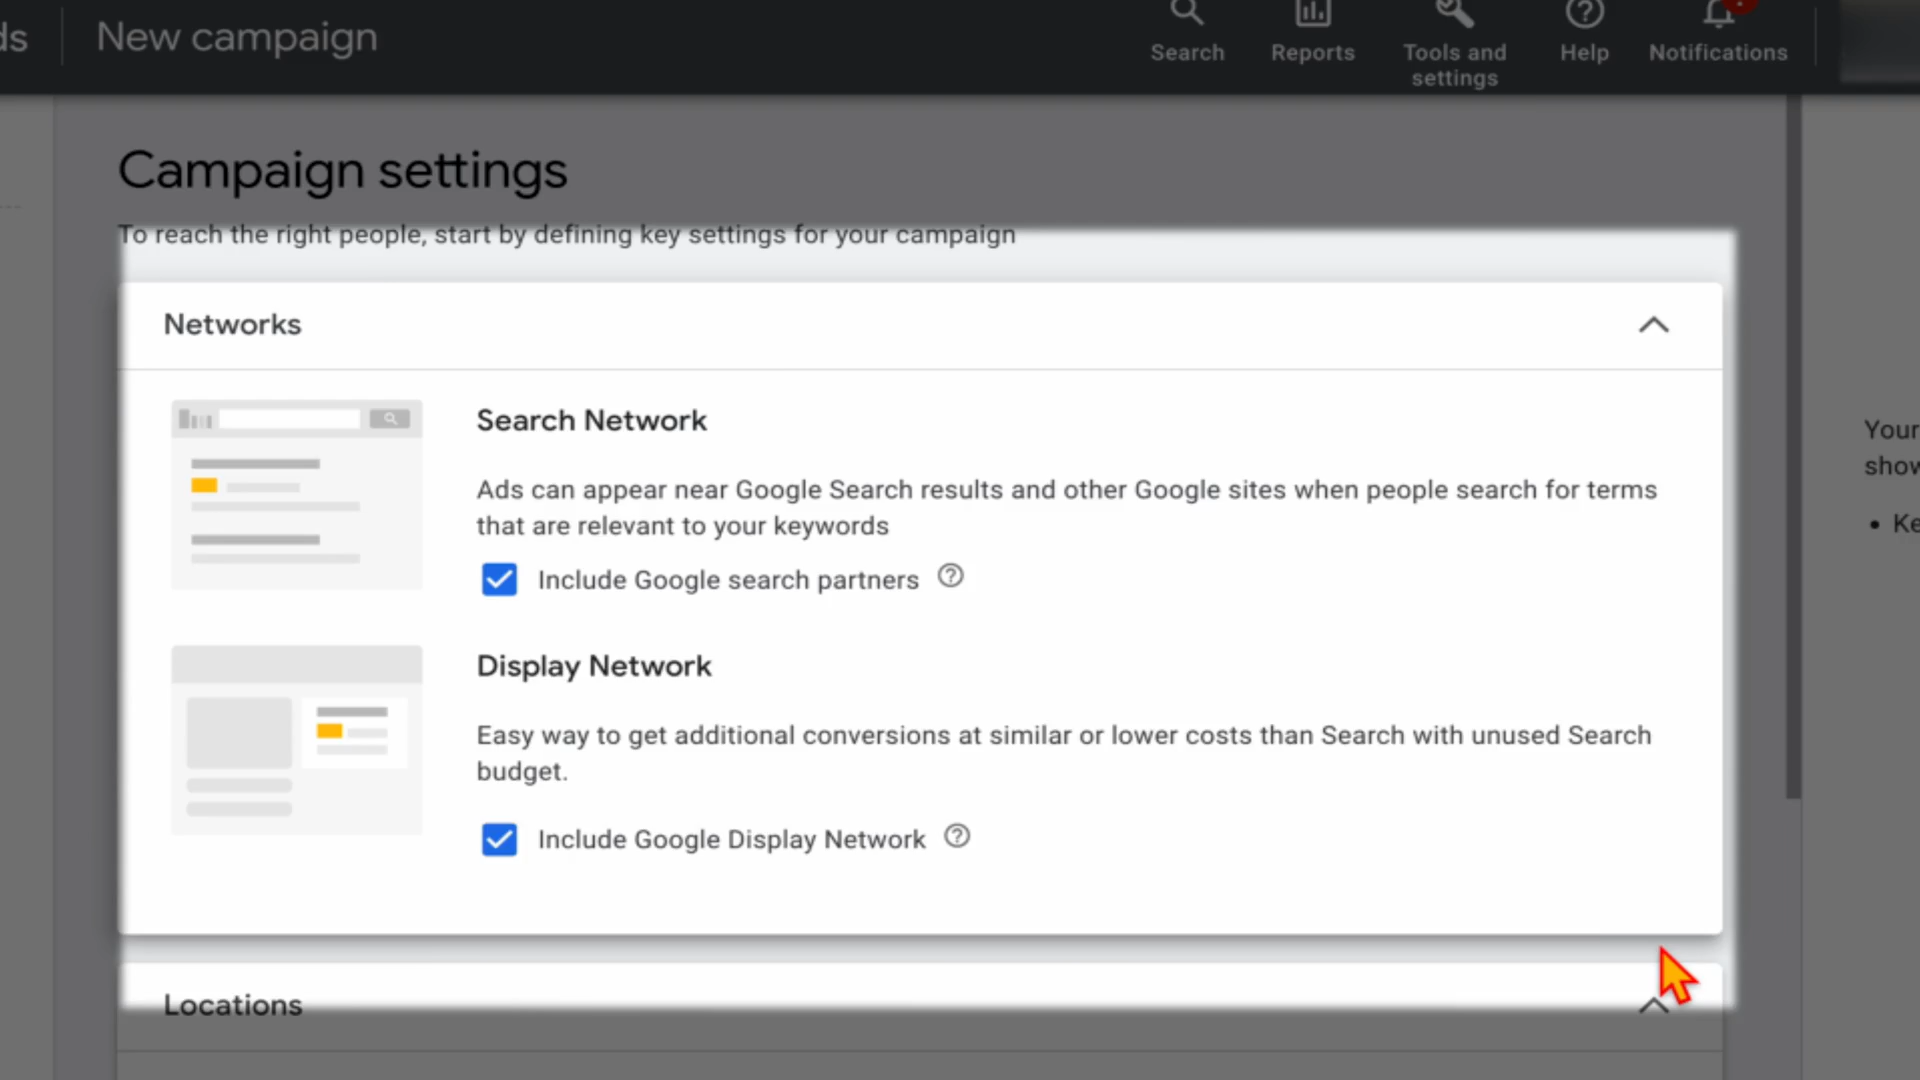 ds
New campaign
Search
Reports
Tools and
settings
Help
Notifications
Campaign settings
To reach the right people, start by defining key settings for your campaign
Networks
Search Network
Ads can appear near Google Search results and other Google sites when people search for terms
that are relevant to your keywords
Include Google search partners
Display Network
Easy way to get additional conversions at similar or lower costs than Search with unused Search
budget.
Include Google Display Network
Locations
Your
show
• Ke